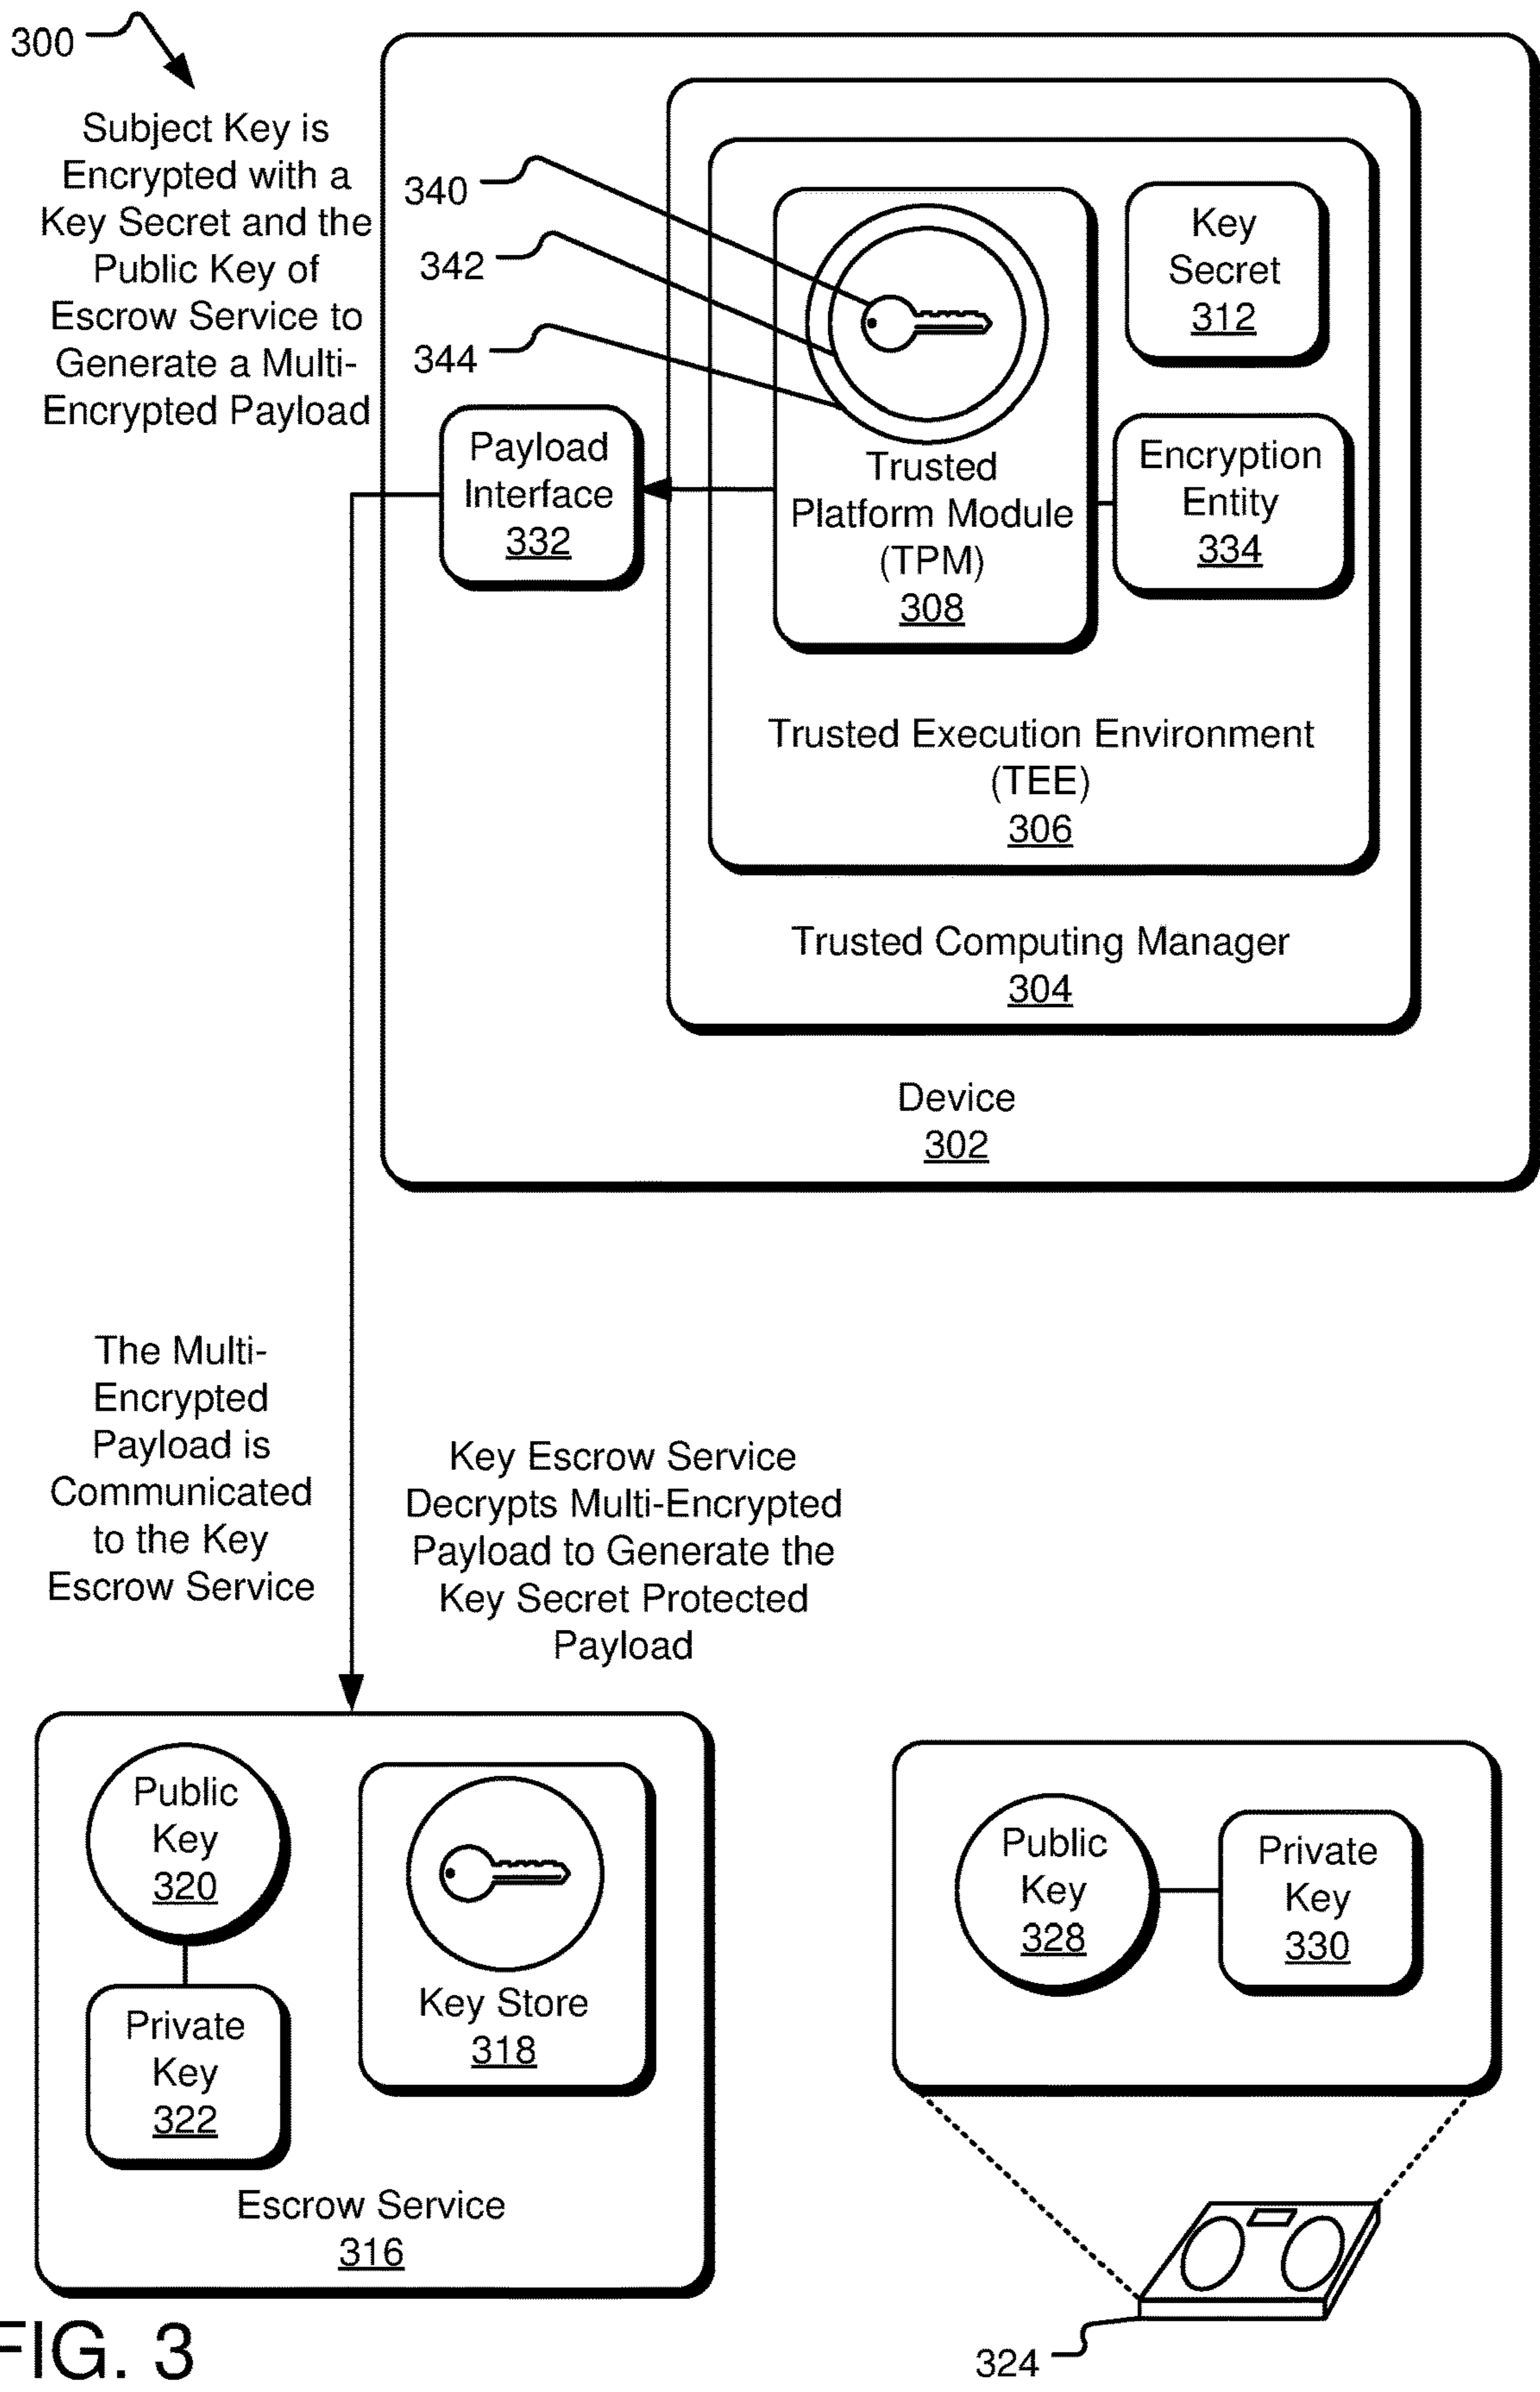 300
Subject Key is
Encrypted with a
Key Secret and the
Public Key of
Escrow Service to
Generate a Multi-
Encrypted Payload
340
342
344
Key
Secret
312
Payload
Interface
332
Trusted
Platform Module
(TPM)
308
Encryption
Entity
334
Trusted Execution Environment
(TEE)
306
Trusted Computing Manager
304
Device
302
The Multi-
Encrypted
Payload is
Communicated
to the Key
Escrow Service
Key Escrow Service
Decrypts Multi-Encrypted
Payload to Generate the
Key Secret Protected
Payload
Public
Key
320
Private
Key
322
Key Store
318
Escrow Service
316
Public
Key
328
Private
Key
330
324
FIG. 3